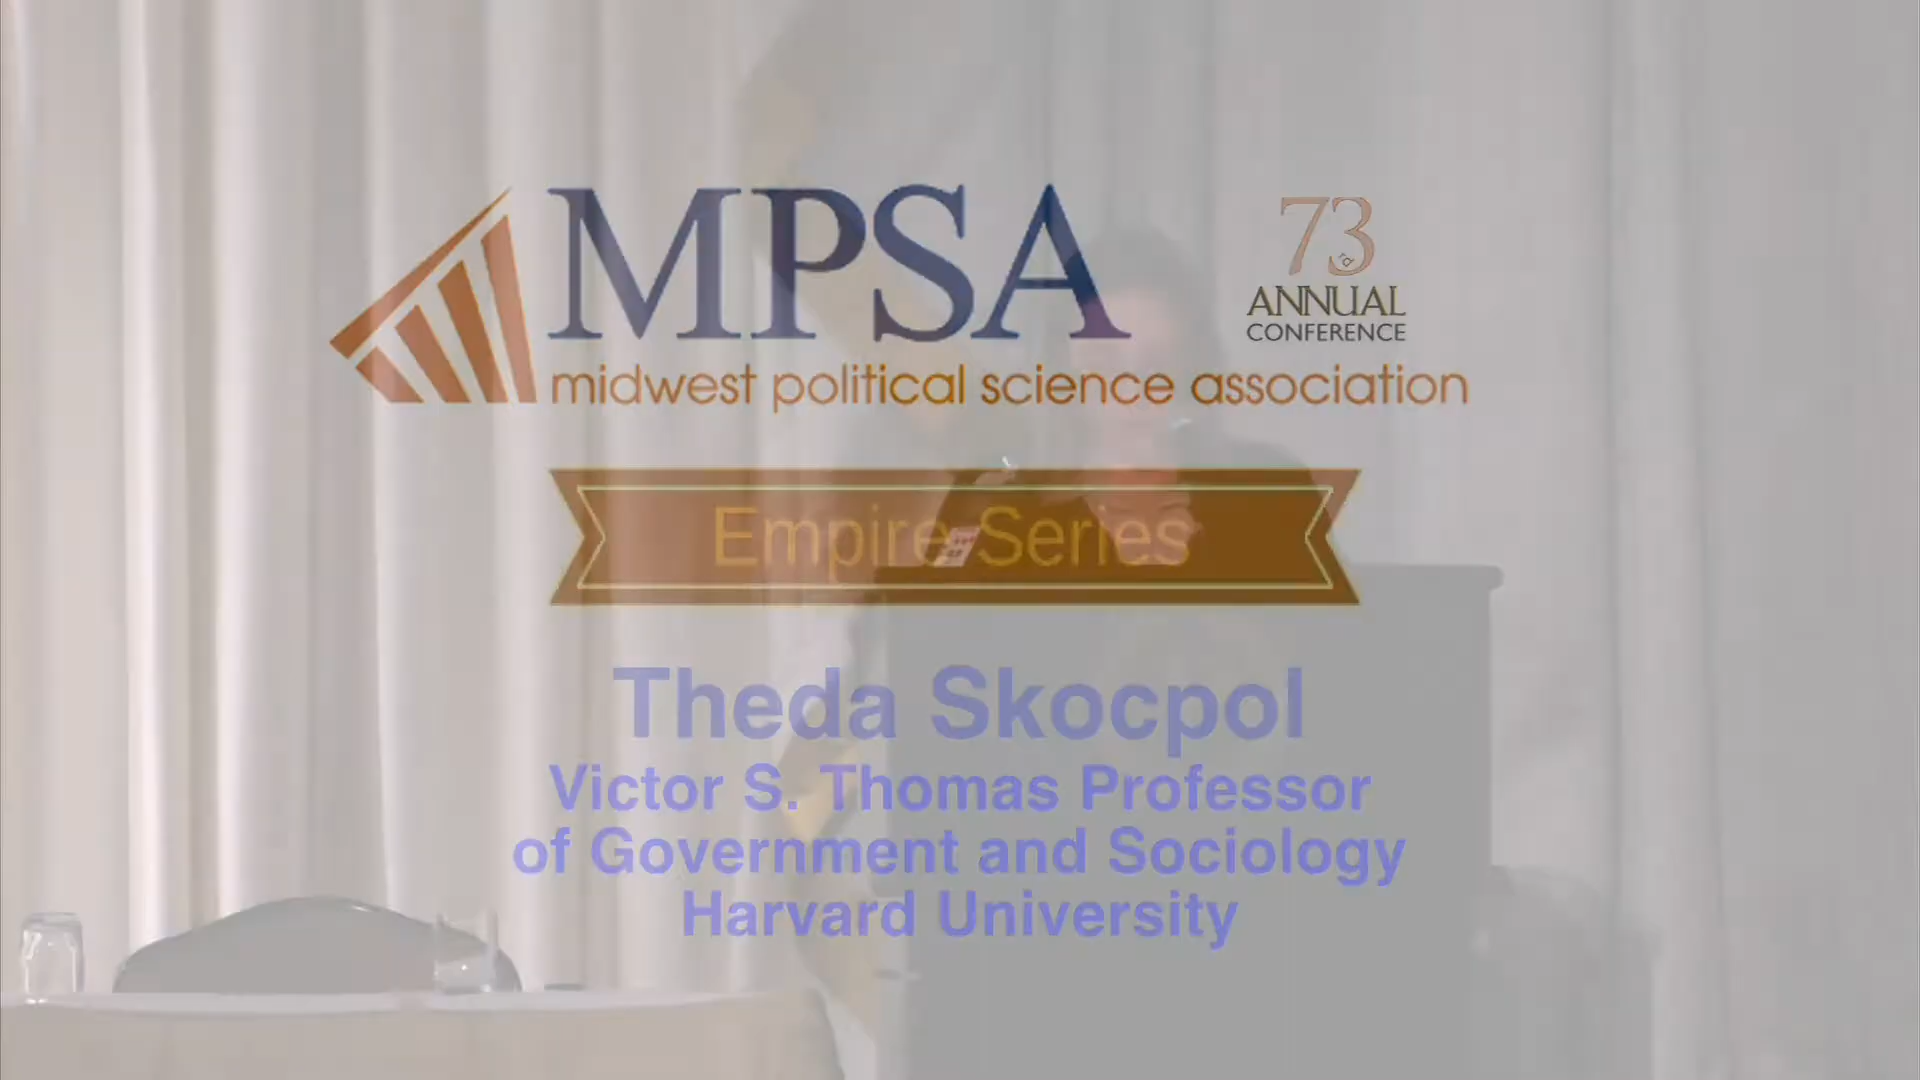 MPSA
73rd
ANNUAL
CONFERENCE
midwest political science association
Empire Series
Theda Skocpol
Victor S. Thomas Professor
of Government and Sociology
Harvard University